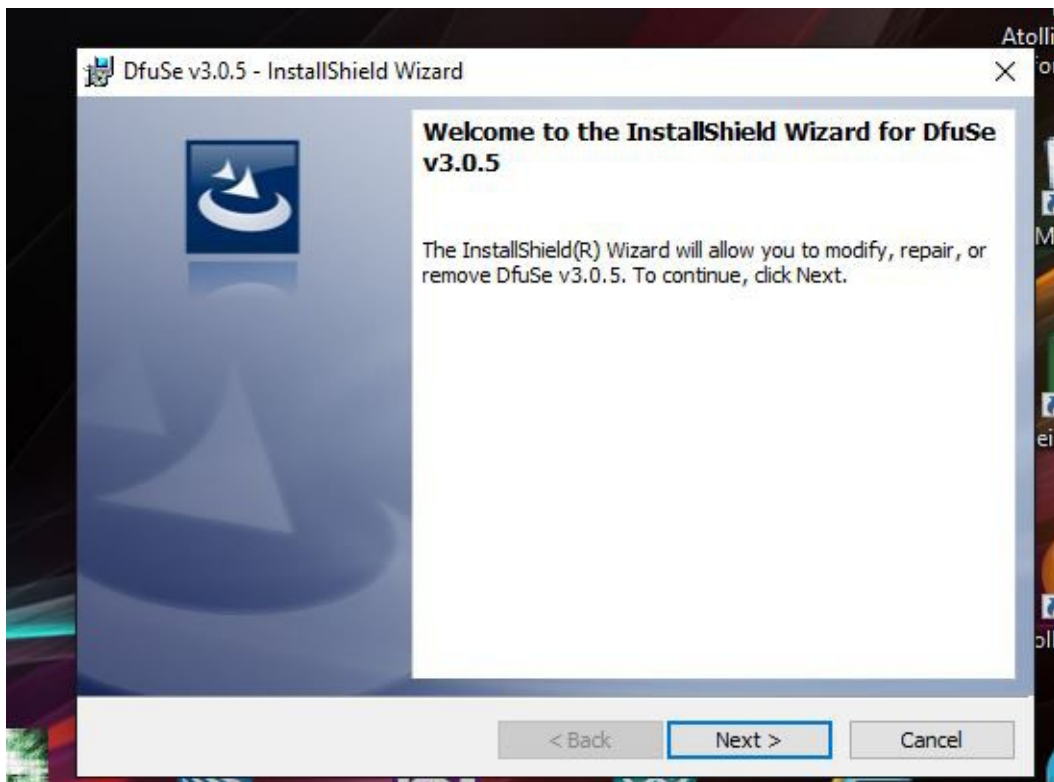 Atolli
DfuSe v3.0.5 - InstallShield Wizard
Welcome to the InstallShield Wizard for DfuSe
v3.0.5
The InstallShield(R) Wizard will allow you to modify, repair, or
remove DfuSe v3.0.5. To continue, click Next.
< Back
Next >
Cancel